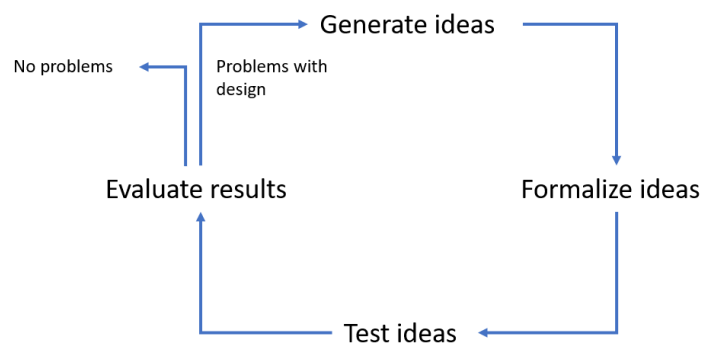 Generate ideas
No problems
Problems with
design
Evaluate results
Formalize ideas
Test ideas